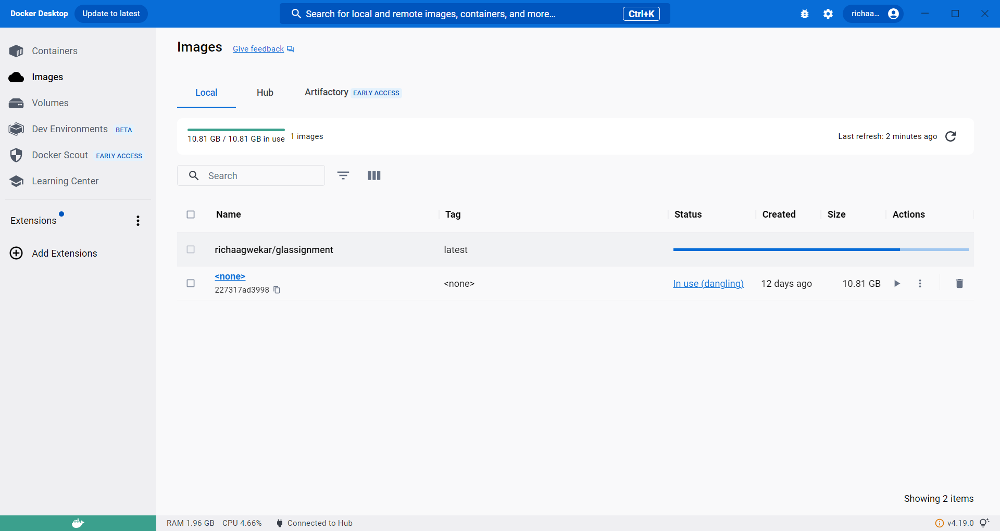 Docker Desktop
Update to latest
Search for local and remote images, containers, and more...
Ctrl+K
richaa...
Containers
Images
Volumes
Dev Environments BETA
Docker Scout EARLY ACCESS
Learning Center
Extensions
Add Extensions
Images
Give feedback
Local
Hub
Artifactory EARLY ACCESS
10.81 GB / 10.81 GB in use
1 images
Last refresh: 2 minutes ago
Search
Name
Tag
Status
Created
Size
Actions
richaagwekar/glassignment
latest
<none>
227317ad3998
<none>
In use (dangling)
12 days ago
10.81 GB
Showing 2 items
RAM 1.96 GB
CPU 4.66%
Connected to Hub
v4.19.0